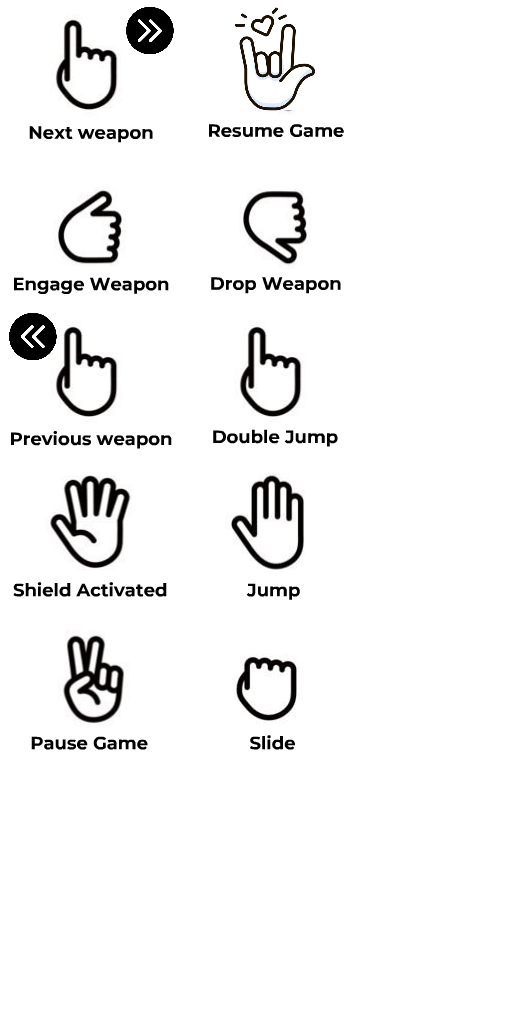 Next weapon
Resume Game
Engage Weapon
Drop Weapon
Previous weapon
Double Jump
Shield Activated
Jump
Pause Game
Slide